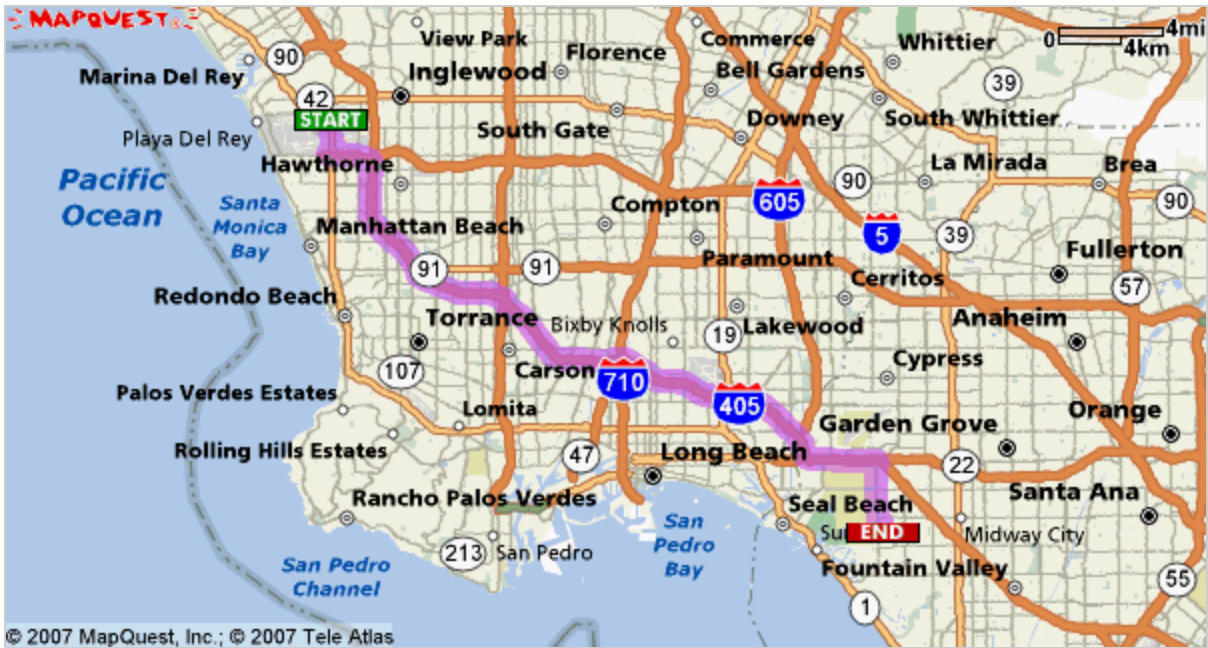 MAPQUEST
View Park
Florence
Commerce
Whittier
0 4mi
4km
90
Marina Del Rey
Inglewood
Bell Gardens
39
42
START
Playa Del Rey
South Gate
Downey
South Whittier
Hawthorne
La Mirada
Brea
Pacific
Ocean
Santa
Monica
Bay
Compton
605
90
90
Manhattan Beach
5
39
Fullerton
91
91
Paramount
Cerritos
57
Redondo Beach
Torrance
Bixby Knolls
19
Lakewood
Anaheim
107
Carson
710
Cypress
Palos Verdes Estates
Lomita
405
Garden Grove
Orange
Rolling Hills Estates
47
Long Beach
22
Rancho Palos Verdes
Seal Beach
Santa Ana
San
Pedro
Bay
Su
END
Midway City
213
San Pedro
San Pedro
Channel
Fountain Valley
55
1
© 2007 MapQuest, Inc.; © 2007 Tele Atlas